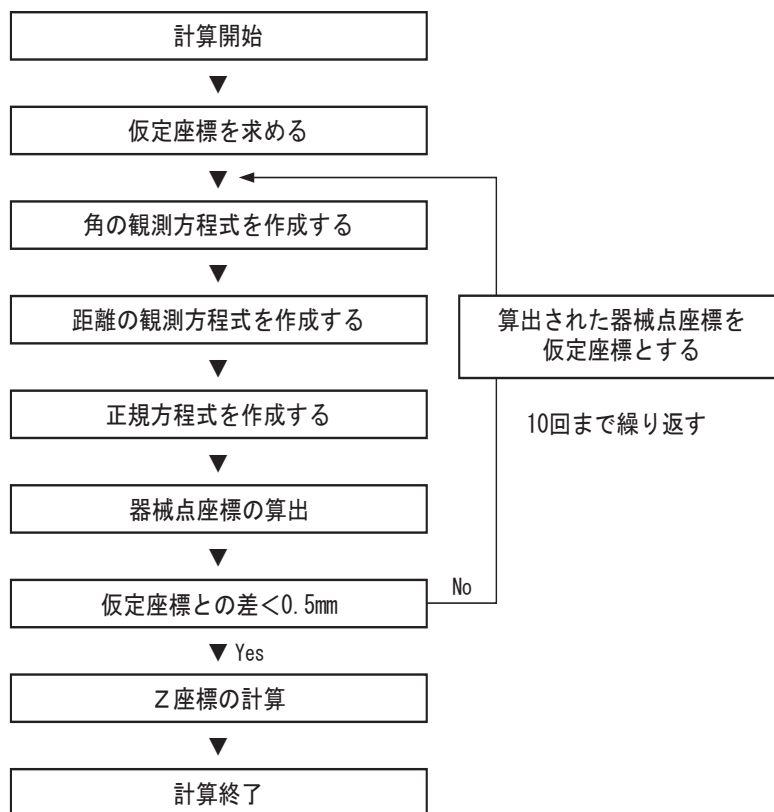 計算開始
▼
仮定座標を求める
▼
角の観測方程式を作成する
▼
距離の観測方程式を作成する
算出された器械点座標を
仮定座標とする
▼
正規方程式を作成する
10回まで繰り返す
▼
器械点座標の算出
▼
仮定座標との差＜0.5mm
No
▼ Yes
Z座標の計算
▼
計算終了